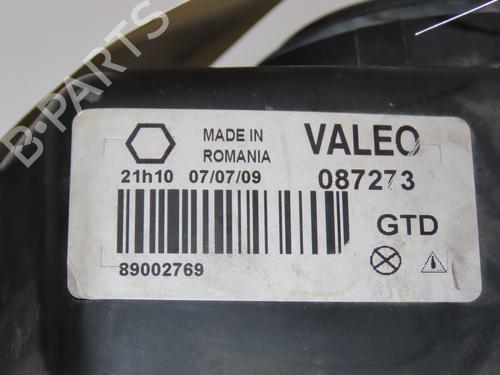 B-PARTS
MADE IN
ROMANIA
VALEO
21h10 07/07/09
087273
GTD
89002769